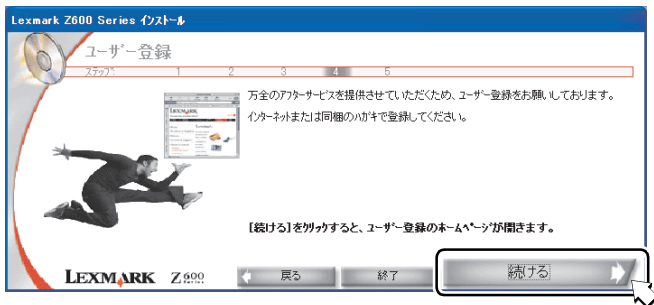 Lexmark Z600 Series インストール
ユーザー登録
ステップ: 1 2 3 4 5
万全のアフターサービスを提供させていただくため、ユーザー登録をお願いしております。
インターネットまたは同梱のハガキで登録してください。
LEXMARK
[続ける]をクリックすると、ユーザー登録のホームページが開きます。
LEXMARK Z600 Series
戻る
終了
続ける